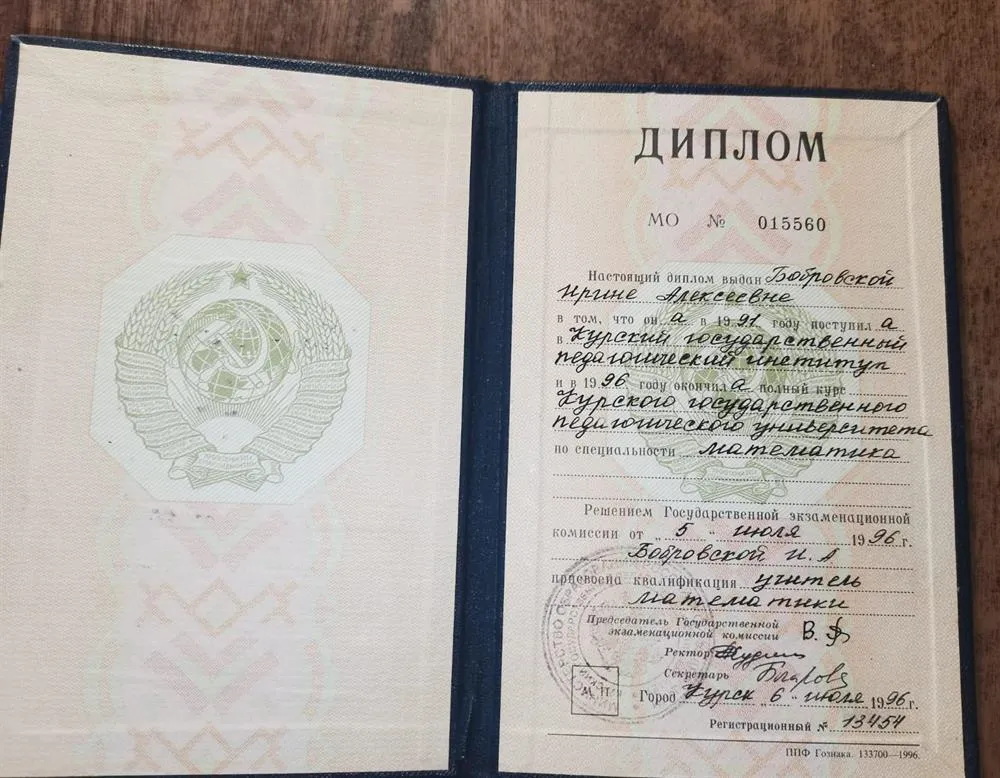 ДИПЛОМ
МО № 015560
Настоящий диплом выдан Бобровской
Ирине Алексеевне
в том, что он а в 1991 году поступил а
в Курский государственный
педагогический институт
и в 1996 году окончил а полный курс
Курского государственного
педагогического университета
по специальности математика
Решением Государственной экзаменационной
комиссии от „5" июля 1996 г.
Бобровской И. А
присвоена квалификация учитель
математики
Председатель Государственной
экзаменационной комиссии
Ректор
Секретарь
Город Курск „6" июля 1996 г.
Регистрационный № 13454
ППФ Гознака. 133700—1996.